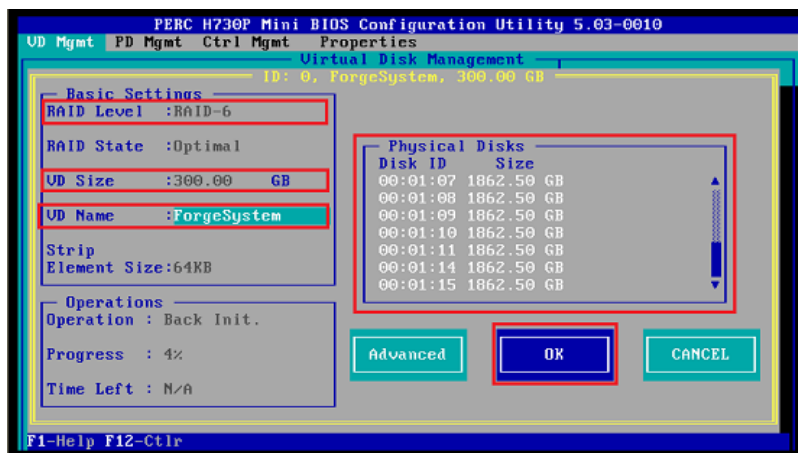 PERC H730P Mini BIOS Configuration Utility 5.03-0010
VD Mgmt PD Mgmt Ctrl Mgmt Properties
Virtual Disk Management
ID: 0, ForgeSystem, 300.00 GB
Basic Settings
RAID Level :RAID-6
RAID State :Optimal
VD Size :300.00 GB
VD Name :ForgeSystem
Strip
Element Size:64KB
Physical Disks
Disk ID Size
00:01:07 1862.50 GB
00:01:08 1862.50 GB
00:01:09 1862.50 GB
00:01:10 1862.50 GB
00:01:11 1862.50 GB
00:01:14 1862.50 GB
00:01:15 1862.50 GB
Operations
Operation : Back Init.
Progress : 4%
Time Left : N/A
Advanced OK CANCEL
F1-Help F12-Ctlr